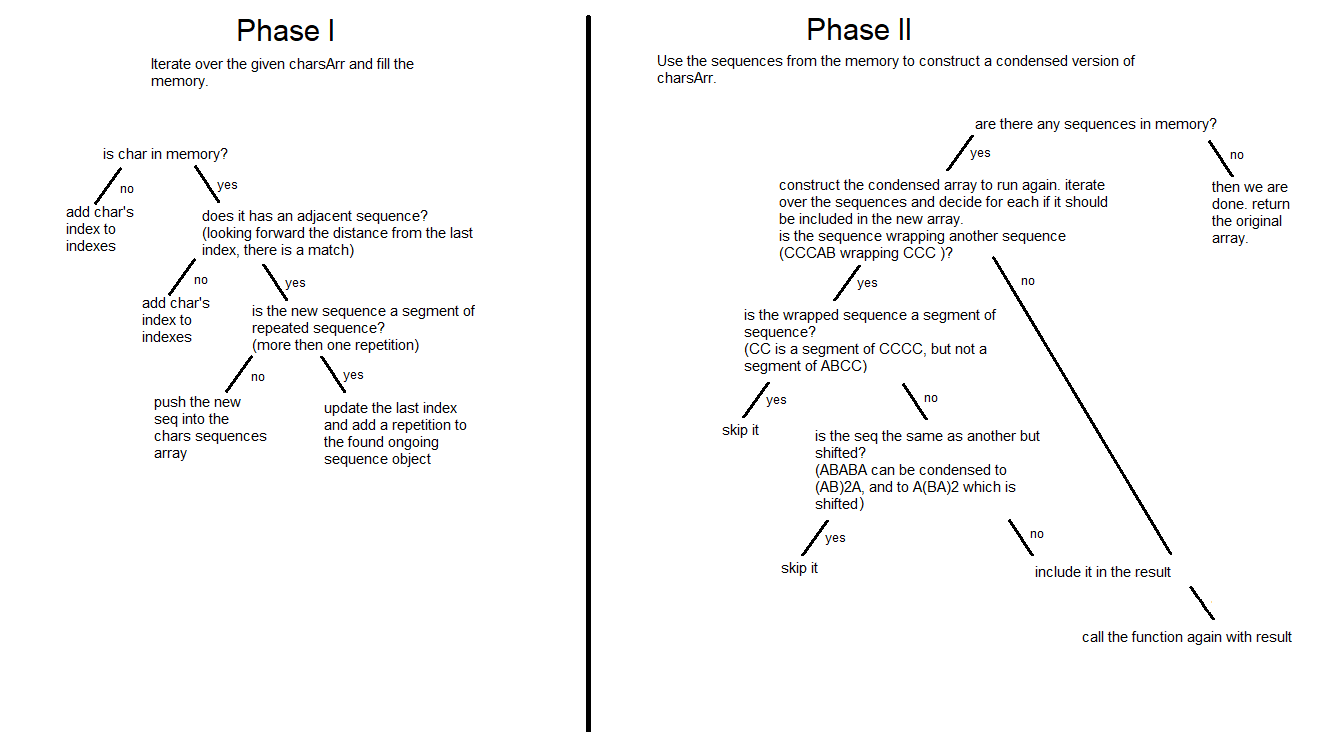 Phase I
Iterate over the given charsArr and fill the
memory.
is char in memory?
no
yes
add char's
index to
indexes
does it has an adjacent sequence?
(looking forward the distance from the last
index, there is a match)
no
yes
add char's
index to
indexes
is the new sequence a segment of
repeated sequence?
(more then one repetition)
no
yes
push the new
seq into the
chars sequences
array
update the last index
and add a repetition to
the found ongoing
sequence object
Phase II
Use the sequences from the memory to construct a condensed version of
charsArr.
are there any sequences in memory?
yes
no
construct the condensed array to run again. iterate
over the sequences and decide for each if it should
be included in the new array.
is the sequence wrapping another sequence
(CCCAB wrapping CCC )?
then we are
done. return
the original
array.
yes
no
is the wrapped sequence a segment of
sequence?
(CC is a segment of CCCC, but not a
segment of ABCC)
yes
no
skip it
is the seq the same as another but
shifted?
(ABABA can be condensed to
(AB)2A, and to A(BA)2 which is
shifted)
yes
no
skip it
include it in the result
call the function again with result